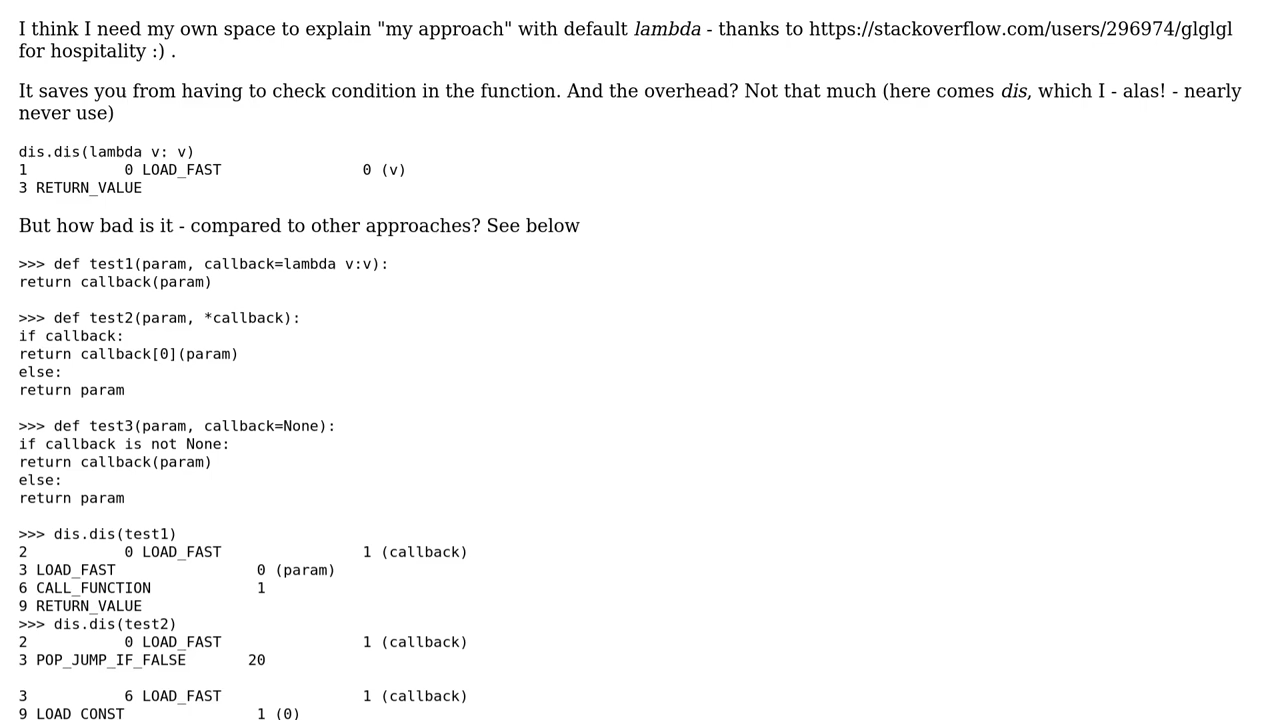 I think I need my own space to explain "my approach" with default lambda - thanks to https://stackoverflow.com/users/296974/glglgl
for hospitality :) .
It saves you from having to check condition in the function. And the overhead? Not that much (here comes dis, which I - alas! - nearly
never use)
dis.dis(lambda v: v)
1           0 LOAD_FAST                0 (v)
3 RETURN_VALUE
But how bad is it - compared to other approaches? See below
>>> def test1(param, callback=lambda v:v):
return callback(param)
>>> def test2(param, *callback):
if callback:
return callback[0](param)
else:
return param
>>> def test3(param, callback=None):
if callback is not None:
return callback(param)
else:
return param
>>> dis.dis(test1)
2           0 LOAD_FAST                1 (callback)
3 LOAD_FAST                0 (param)
6 CALL_FUNCTION            1
9 RETURN_VALUE
>>> dis.dis(test2)
2           0 LOAD_FAST                1 (callback)
3 POP_JUMP_IF_FALSE       20
3           6 LOAD_FAST                1 (callback)
9 LOAD_CONST               1 (0)